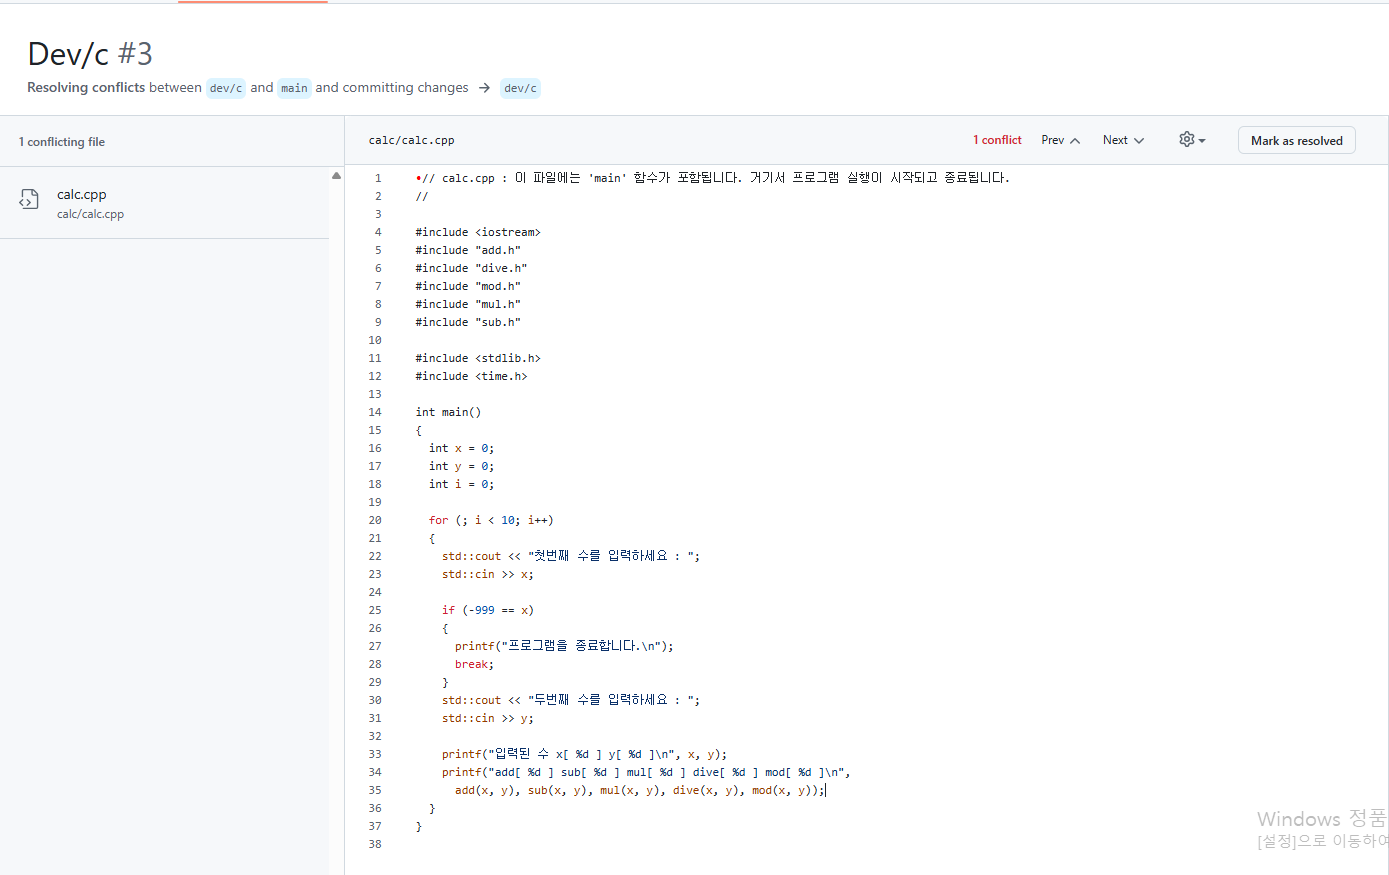 Dev/c #3
Resolving conflicts between dev/c and main and committing changes → dev/c
1 conflicting file
calc.cpp
calc/calc.cpp
calc/calc.cpp
1 conflict
Prev
Next
Mark as resolved
1 •// calc.cpp : 이 파일에는 'main' 함수가 포함됩니다. 거기서 프로그램 실행이 시작되고 종료됩니다.
2 //
3
4 #include <iostream>
5 #include "add.h"
6 #include "dive.h"
7 #include "mod.h"
8 #include "mul.h"
9 #include "sub.h"
10
11 #include <stdlib.h>
12 #include <time.h>
13
14 int main()
15 {
16 int x = 0;
17 int y = 0;
18 int i = 0;
19
20 for (; i < 10; i++)
21 {
22 std::cout << "첫번째 수를 입력하세요 : ";
23 std::cin >> x;
24
25 if (-999 == x)
26 {
27 printf("프로그램을 종료합니다.\n");
28 break;
29 }
30 std::cout << "두번째 수를 입력하세요 : ";
31 std::cin >> y;
32
33 printf("입력된 수 x[ %d ] y[ %d ]\n", x, y);
34 printf("add[ %d ] sub[ %d ] mul[ %d ] dive[ %d ] mod[ %d ]\n",
35 add(x, y), sub(x, y), mul(x, y), dive(x, y), mod(x, y));
36 }
37 }
38
Windows 정품
[설정]으로 이동하여